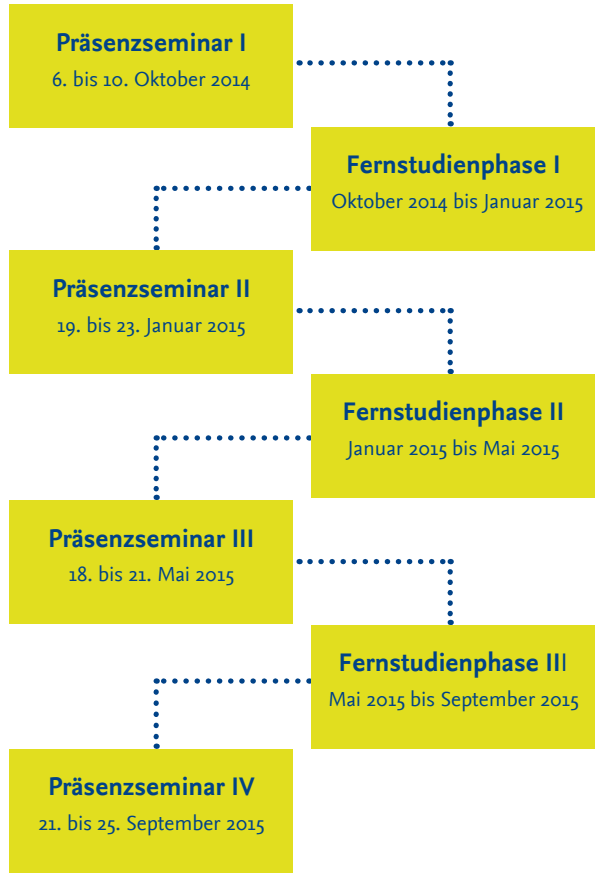 Präsenzseminar I
6. bis 10. Oktober 2014
Fernstudienphase I
Oktober 2014 bis Januar 2015
Präsenzseminar II
19. bis 23. Januar 2015
Fernstudienphase II
Januar 2015 bis Mai 2015
Präsenzseminar III
18. bis 21. Mai 2015
Fernstudienphase III
Mai 2015 bis September 2015
Präsenzseminar IV
21. bis 25. September 2015